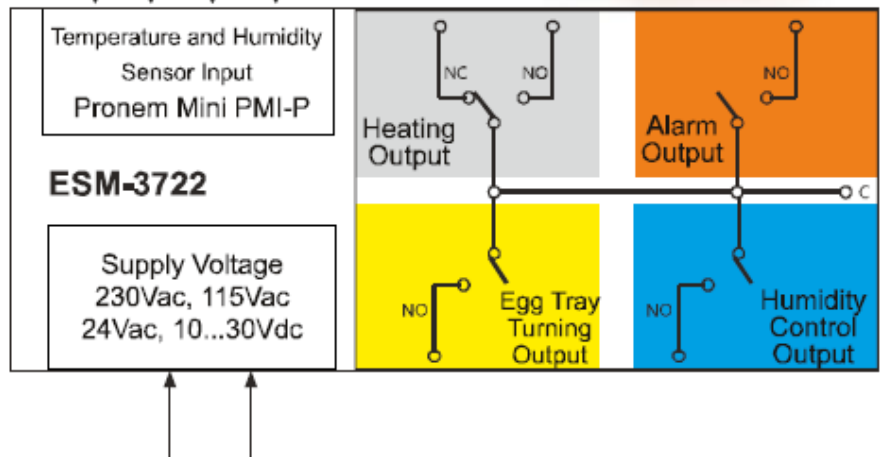 Temperature and Humidity
Sensor Input
Pronem Mini PMI-P
ESM-3722
Supply Voltage
230Vac, 115Vac
24Vac, 10...30Vdc
NC
NO
Heating
Output
NO
Alarm
Output
C
NO
Egg Tray
Turning
Output
NO
Humidity
Control
Output